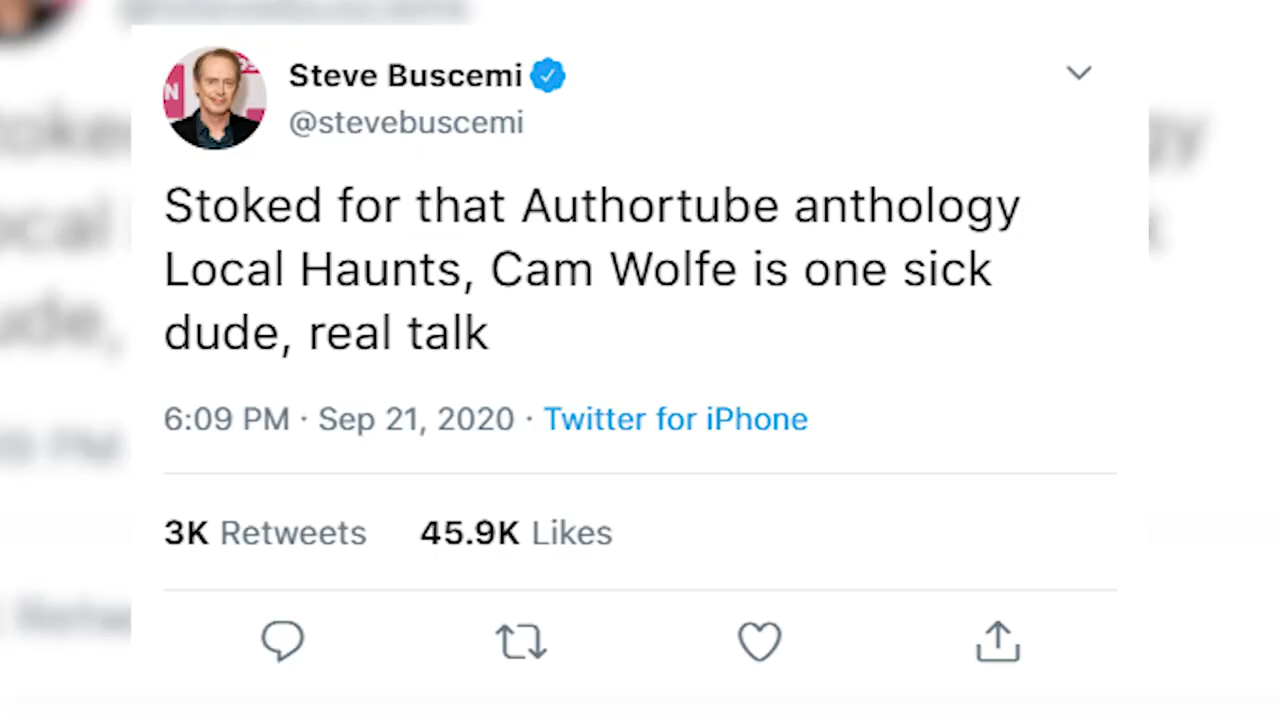 Steve Buscemi
@stevebuscemi
Stoked for that Authortube anthology
Local Haunts, Cam Wolfe is one sick
dude, real talk
6:09 PM · Sep 21, 2020 · Twitter for iPhone
3K Retweets 45.9K Likes